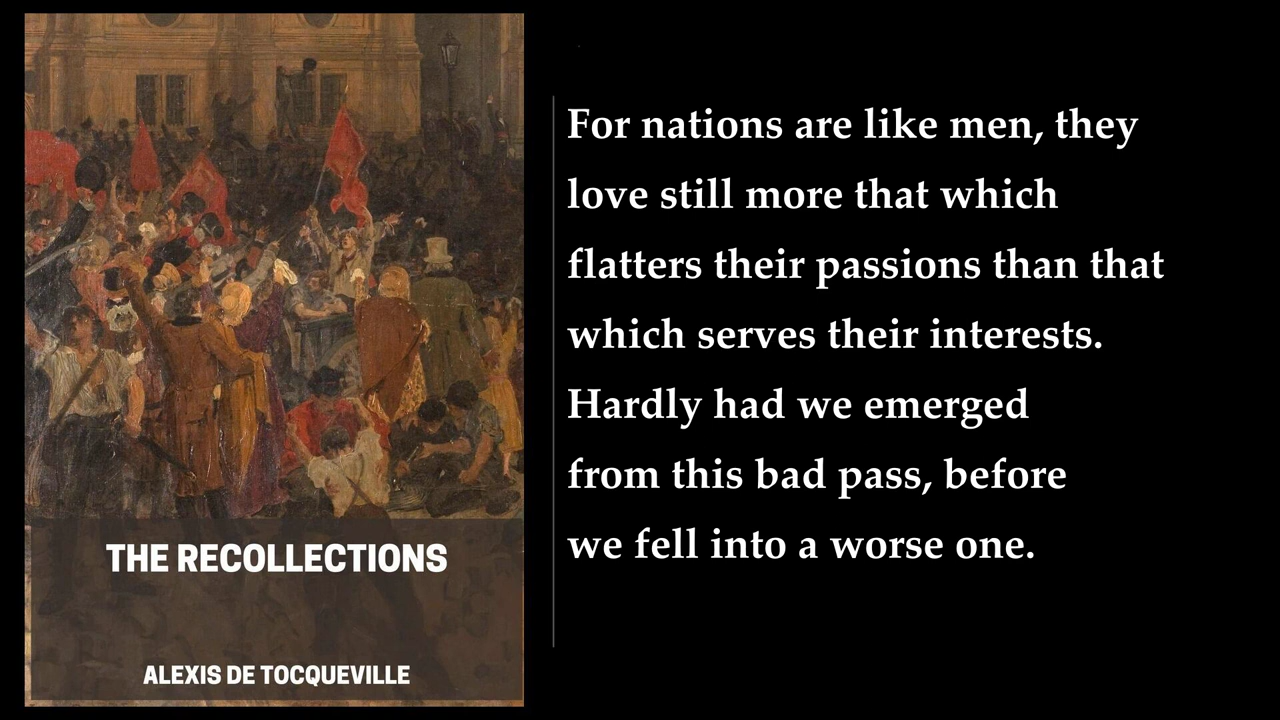 THE RECOLLECTIONS
ALEXIS DE TOCQUEVILLE
For nations are like men, they
love still more that which
flatters their passions than that
which serves their interests.
Hardly had we emerged
from this bad pass, before
we fell into a worse one.